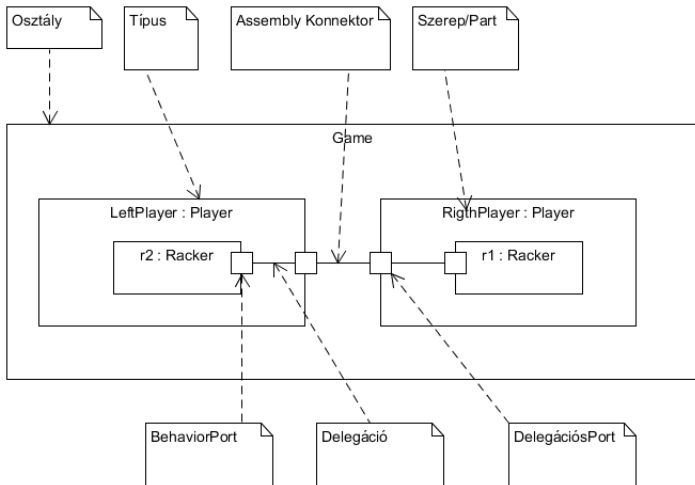 Osztály
Típus
Assembly Konnektor
Szerep/Part
Game
LeftPlayer : Player
RigthPlayer : Player
r2 : Racker
r1 : Racker
BehaviorPort
Delegáció
DelegációsPort